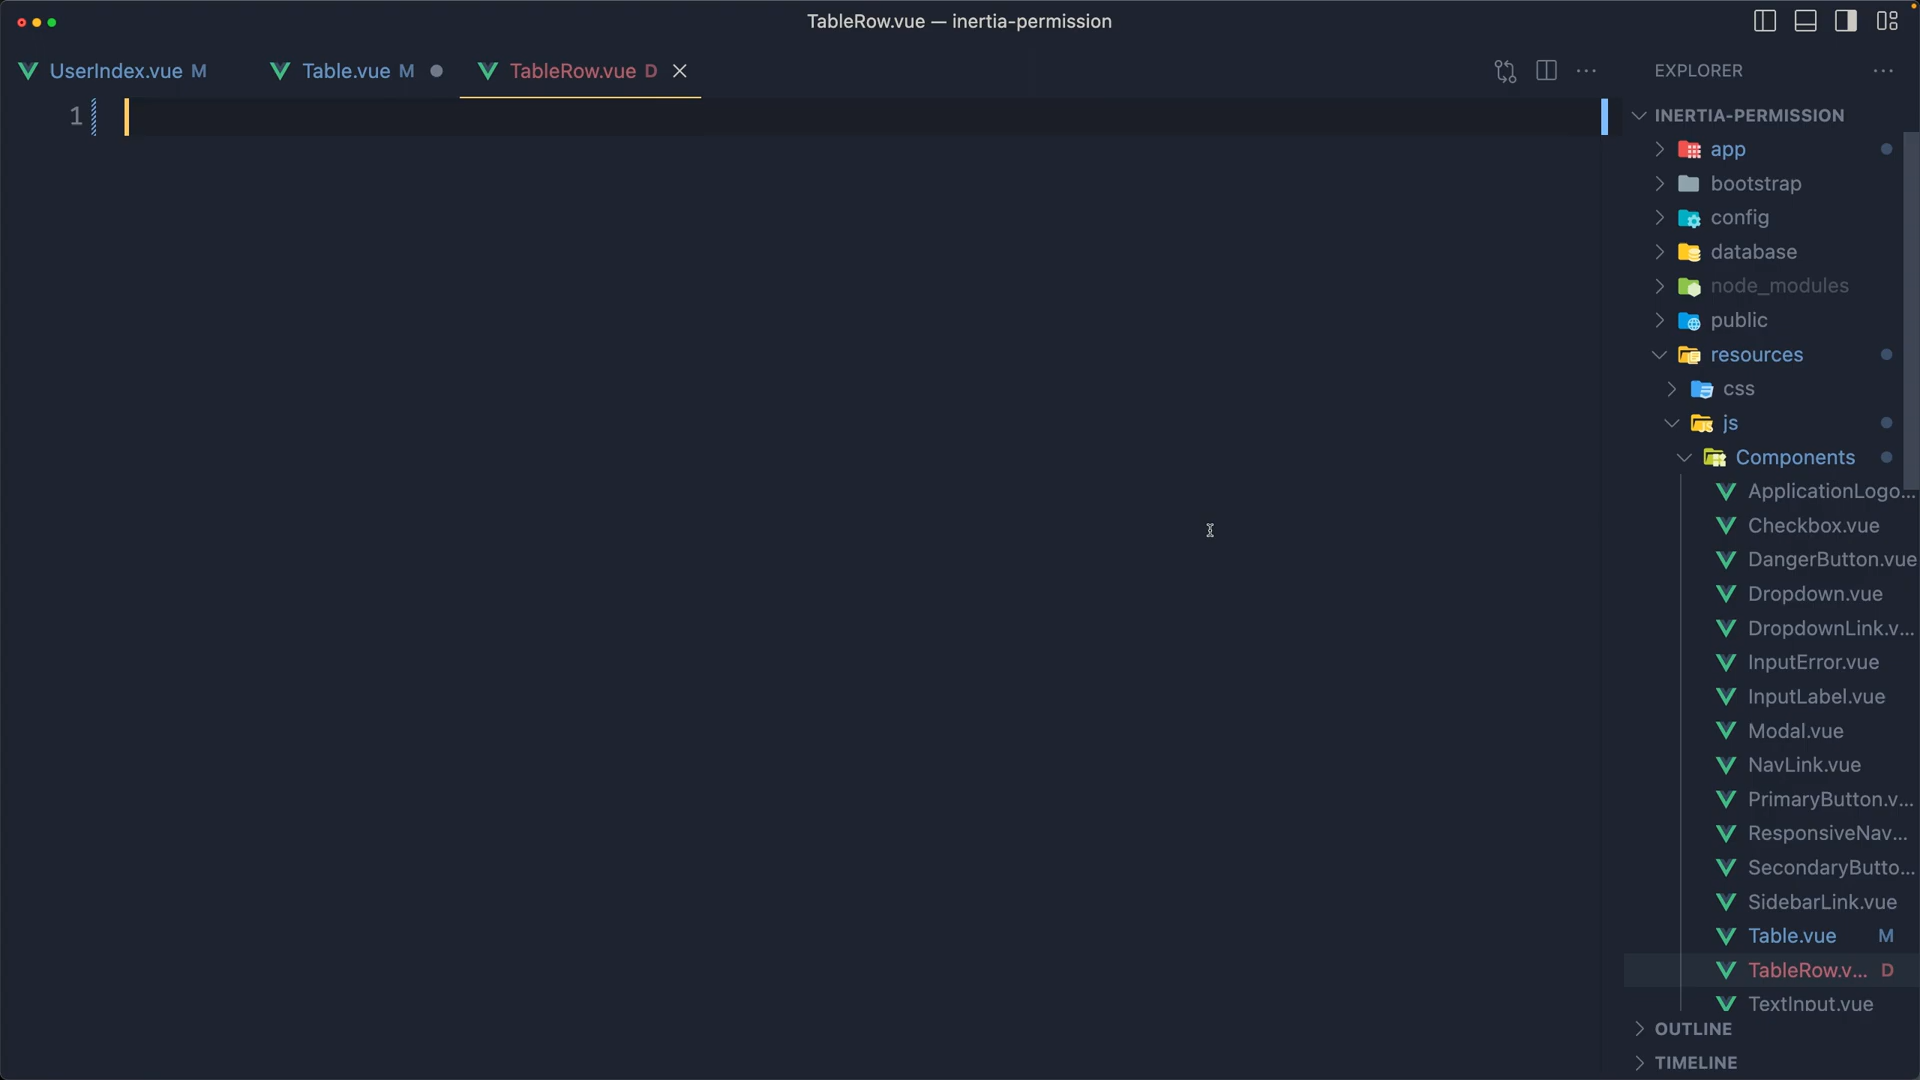 TableRow.vue — inertia-permission
UserIndex.vue M
Table.vue M
TableRow.vue D
EXPLORER
1
INERTIA-PERMISSION
app
bootstrap
config
database
node_modules
public
resources
css
js
Components
ApplicationLogo...
Checkbox.vue
DangerButton.vue
Dropdown.vue
DropdownLink.v...
InputError.vue
InputLabel.vue
Modal.vue
NavLink.vue
PrimaryButton.v...
ResponsiveNav...
SecondaryButto...
SidebarLink.vue
Table.vue M
TableRow.v... D
TextInput.vue
OUTLINE
TIMELINE